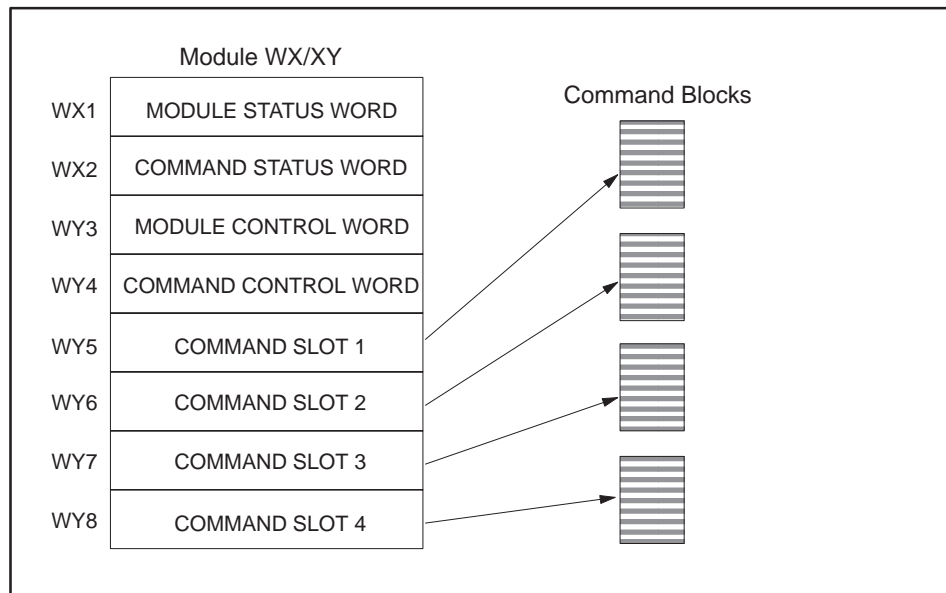 Module WX/XY
Command Blocks
WX1 MODULE STATUS WORD
WX2 COMMAND STATUS WORD
WY3 MODULE CONTROL WORD
WY4 COMMAND CONTROL WORD
WY5 COMMAND SLOT 1
WY6 COMMAND SLOT 2
WY7 COMMAND SLOT 3
WY8 COMMAND SLOT 4